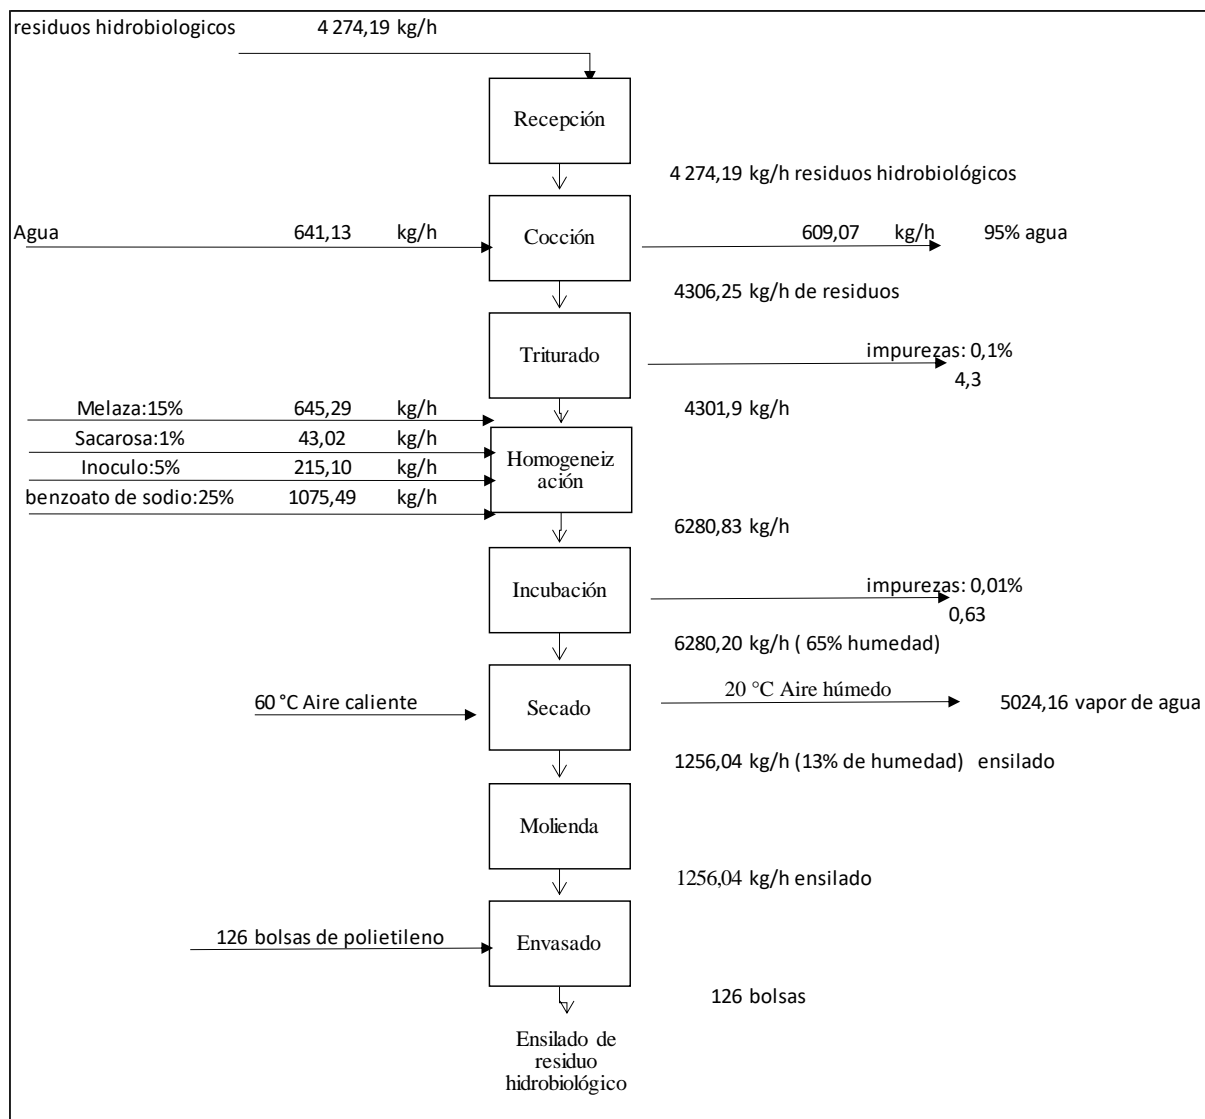 residuos hidrobiologicos 4 274,19 kg/h
Recepción
4 274,19 kg/h residuos hidrobiológicos
Agua 641,13 kg/h
Cocción
609,07 kg/h 95% agua
4306,25 kg/h de residuos
Triturado
impurezas: 0,1%
4,3
4301,9 kg/h
Melaza:15% 645,29 kg/h
Sacarosa:1% 43,02 kg/h
Inoculo:5% 215,10 kg/h
benzoato de sodio:25% 1075,49 kg/h
Homogeneiz
ación
6280,83 kg/h
Incubación
impurezas: 0,01%
0,63
6280,20 kg/h ( 65% humedad)
60 °C Aire caliente
Secado
20 °C Aire húmedo
5024,16 vapor de agua
1256,04 kg/h (13% de humedad) ensilado
Molienda
1256,04 kg/h ensilado
126 bolsas de polietileno
Envasado
126 bolsas
Ensilado de
residuo
hidrobiológico